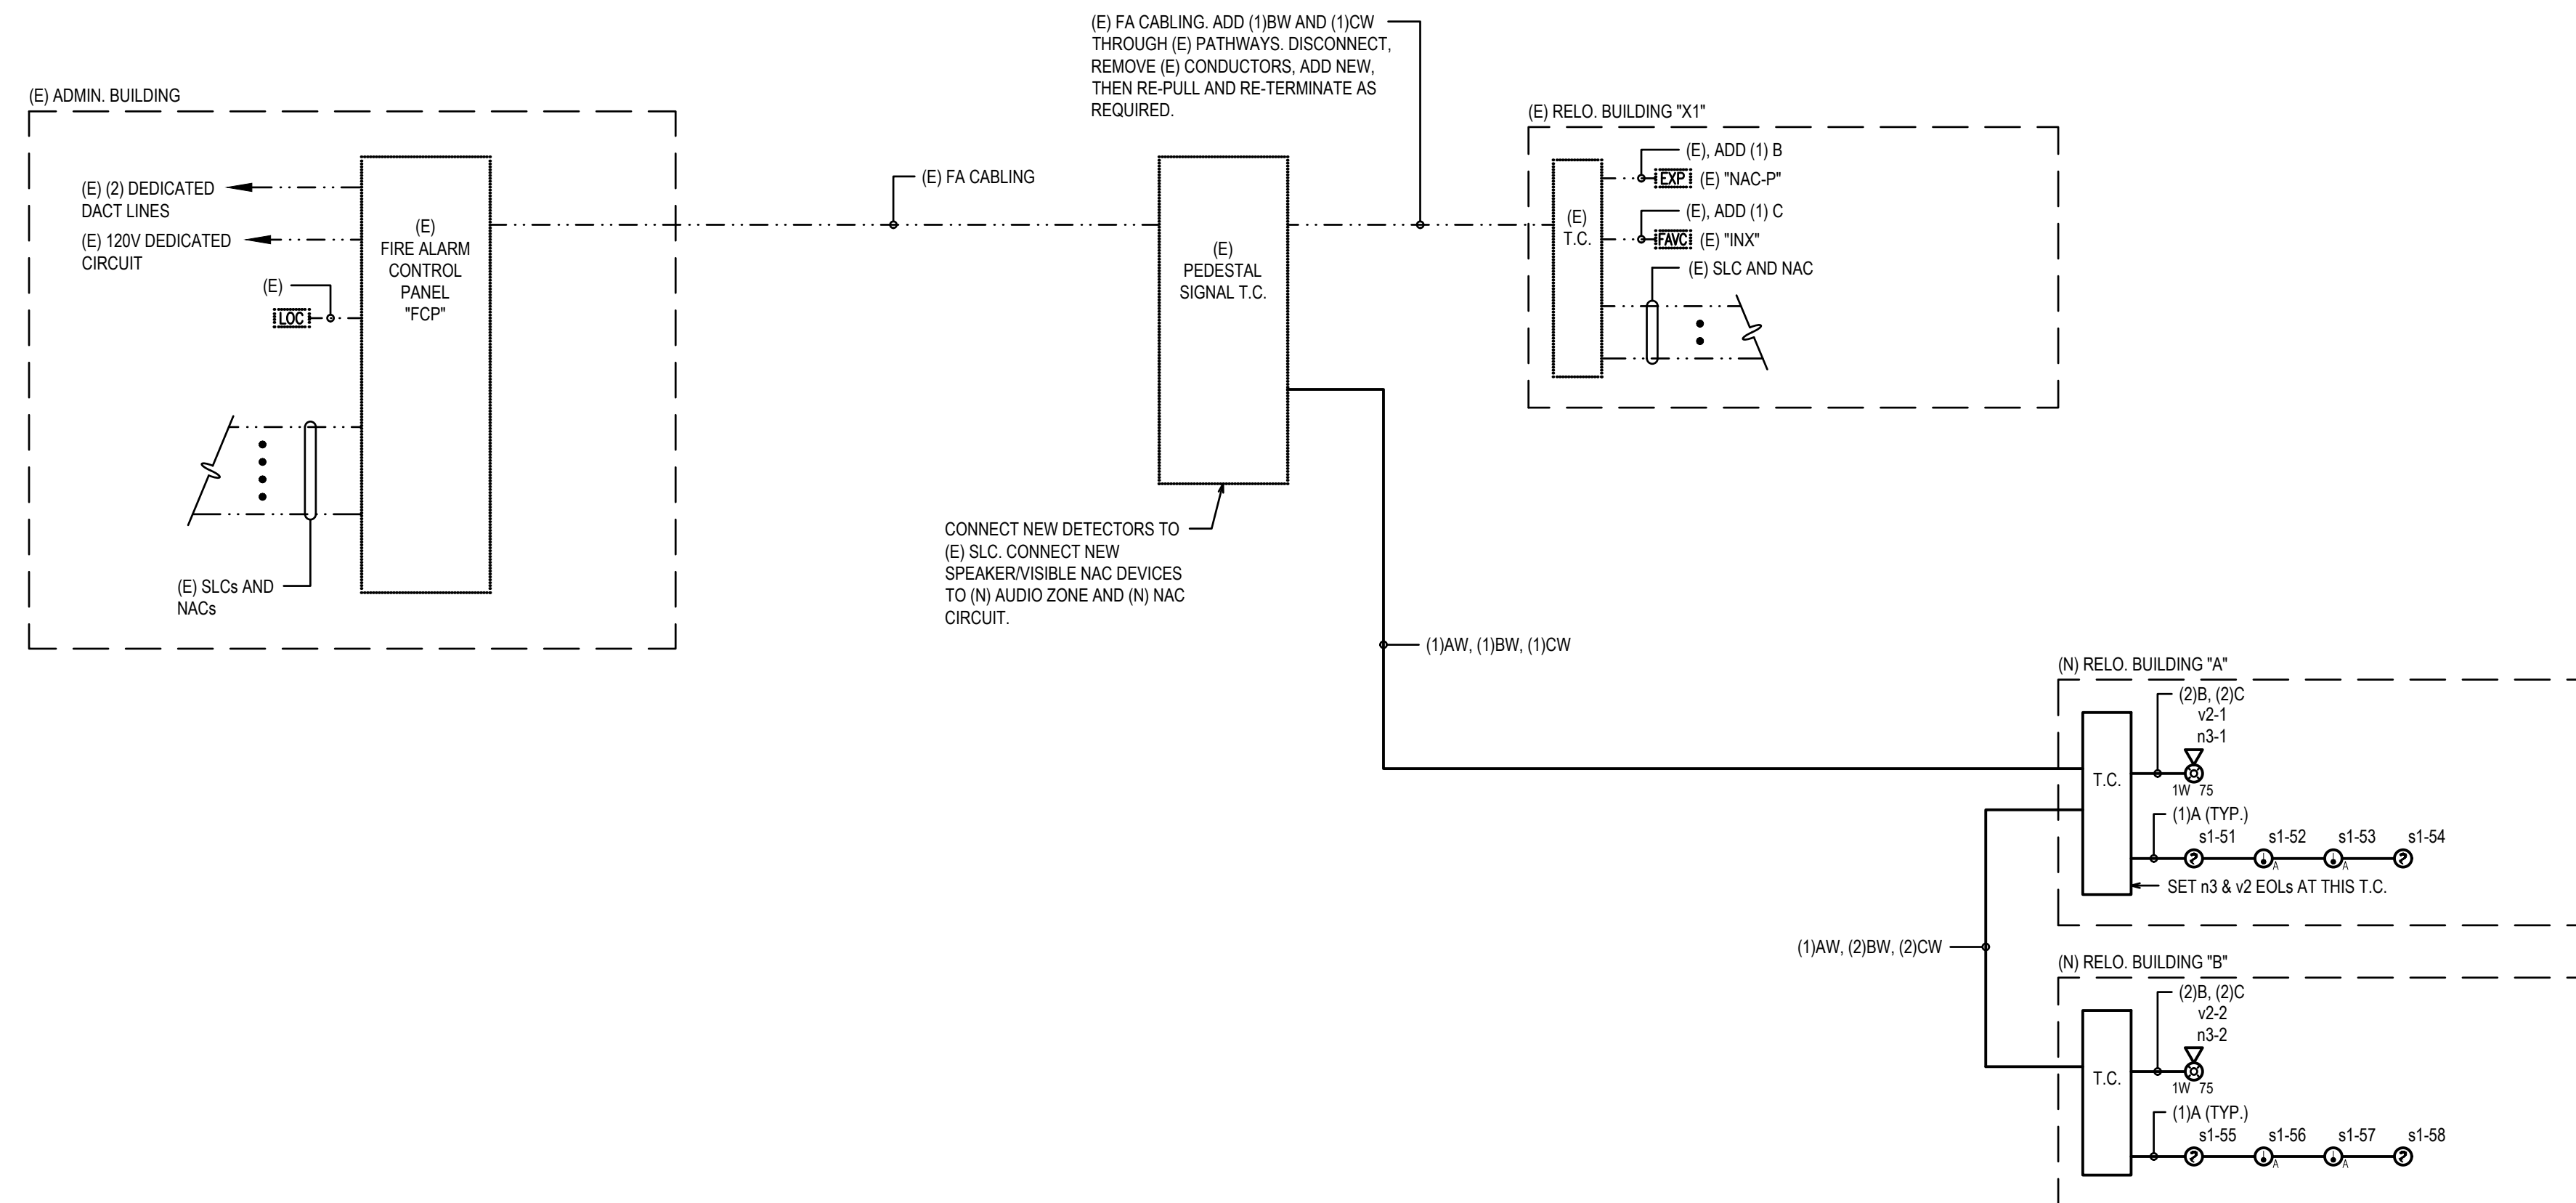 (E) FA CABLING. ADD (1)BW AND (1)CW
THROUGH (E) PATHWAYS. DISCONNECT,
REMOVE (E) CONDUCTORS, ADD NEW,
THEN RE-PULL AND RE-TERMINATE AS
REQUIRED.
(E) ADMIN. BUILDING
(E) (2) DEDICATED
DACT LINES
(E) 120V DEDICATED
CIRCUIT
(E)
LOC
(E)
FIRE ALARM
CONTROL
PANEL
"FCP"
(E) SLCs AND
NACs
(E) FA CABLING
(E)
PEDESTAL
SIGNAL T.C.
CONNECT NEW DETECTORS TO
(E) SLC. CONNECT NEW
SPEAKER/VISIBLE NAC DEVICES
TO (N) AUDIO ZONE AND (N) NAC
CIRCUIT.
(E) RELO. BUILDING "X1"
(E)
T.C.
(E), ADD (1) B
EXP (E) "NAC-P"
(E), ADD (1) C
FAVC (E) "INX"
(E) SLC AND NAC
(1)AW, (1)BW, (1)CW
(N) RELO. BUILDING "A"
T.C.
(2)B, (2)C
v2-1
n3-1
1W 75
(1)A (TYP.)
s1-51 s1-52 s1-53 s1-54
A A
SET n3 & v2 EOLs AT THIS T.C.
(1)AW, (2)BW, (2)CW
(N) RELO. BUILDING "B"
T.C.
(2)B, (2)C
v2-2
n3-2
1W 75
(1)A (TYP.)
s1-55 s1-56 s1-57 s1-58
A A